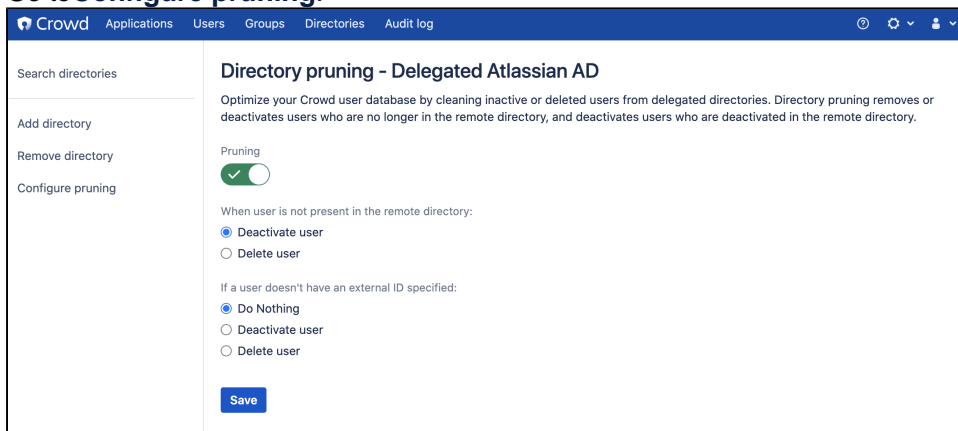 Go to Configure pruning.
Crowd Applications Users Groups Directories Audit log
Search directories
Add directory
Remove directory
Configure pruning
Directory pruning - Delegated Atlassian AD
Optimize your Crowd user database by cleaning inactive or deleted users from delegated directories. Directory pruning removes or
deactivates users who are no longer in the remote directory, and deactivates users who are deactivated in the remote directory.
Pruning
When user is not present in the remote directory:
Deactivate user
Delete user
If a user doesn't have an external ID specified:
Do Nothing
Deactivate user
Delete user
Save